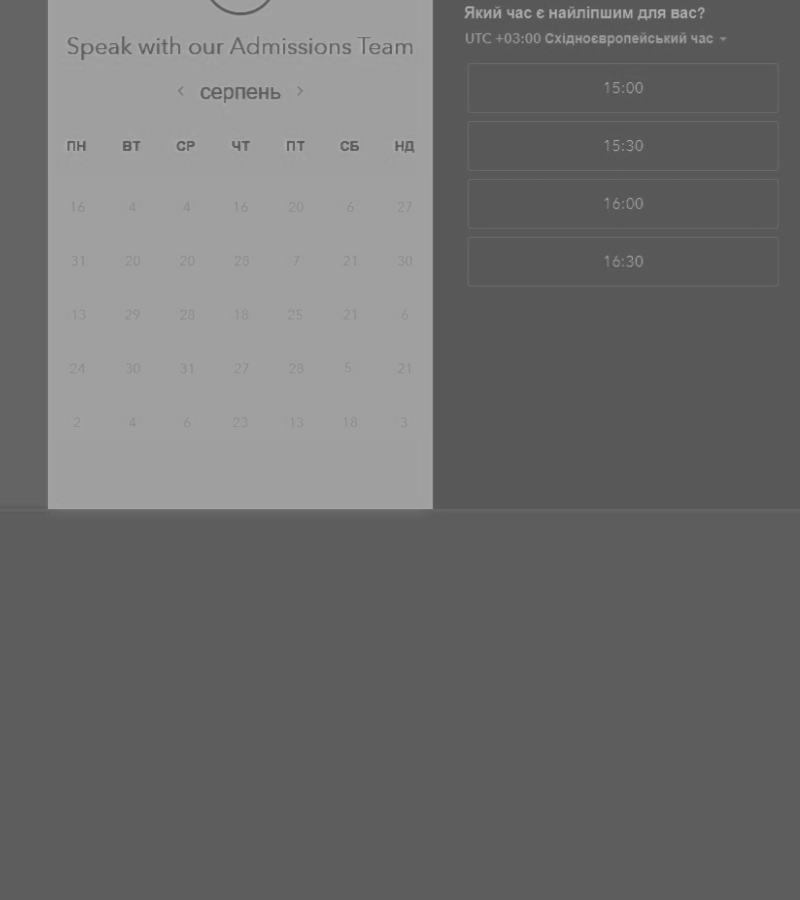 Speak with our Admissions Team
серпень
ПН ВТ СР ЧТ ПТ СБ НД
16 4 4 16 20 6 27
31 20 20 28 7 21 30
13 29 28 18 25 21 6
24 30 31 27 28 5 21
2 4 6 23 13 18 3
Який час є найліпшим для вас?
UTC +03:00 Східноєвропейський час
15:00
15:30
16:00
16:30